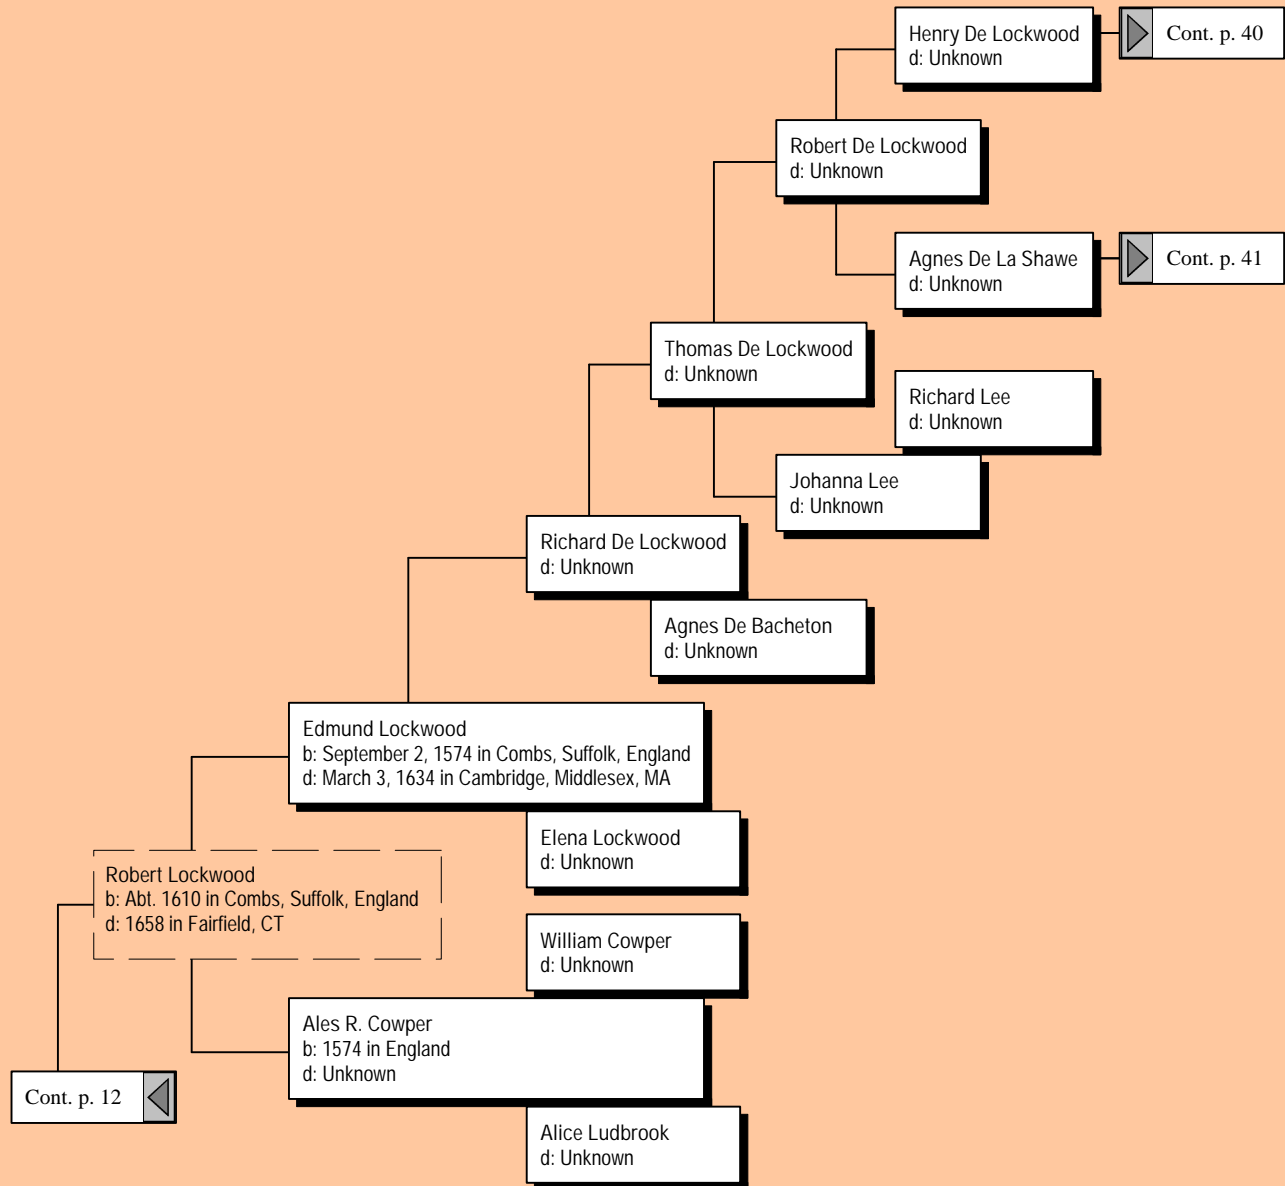 Henry De Lockwood
d: Unknown
Cont. p. 40
Robert De Lockwood
d: Unknown
Agnes De La Shawe
d: Unknown
Cont. p. 41
Thomas De Lockwood
d: Unknown
Richard Lee
d: Unknown
Johanna Lee
d: Unknown
Richard De Lockwood
d: Unknown
Agnes De Bacheton
d: Unknown
Edmund Lockwood
b: September 2, 1574 in Combs, Suffolk, England
d: March 3, 1634 in Cambridge, Middlesex, MA
Elena Lockwood
d: Unknown
Robert Lockwood
b: Abt. 1610 in Combs, Suffolk, England
d: 1658 in Fairfield, CT
William Cowper
d: Unknown
Ales R. Cowper
b: 1574 in England
d: Unknown
Cont. p. 12
Alice Ludbrook
d: Unknown